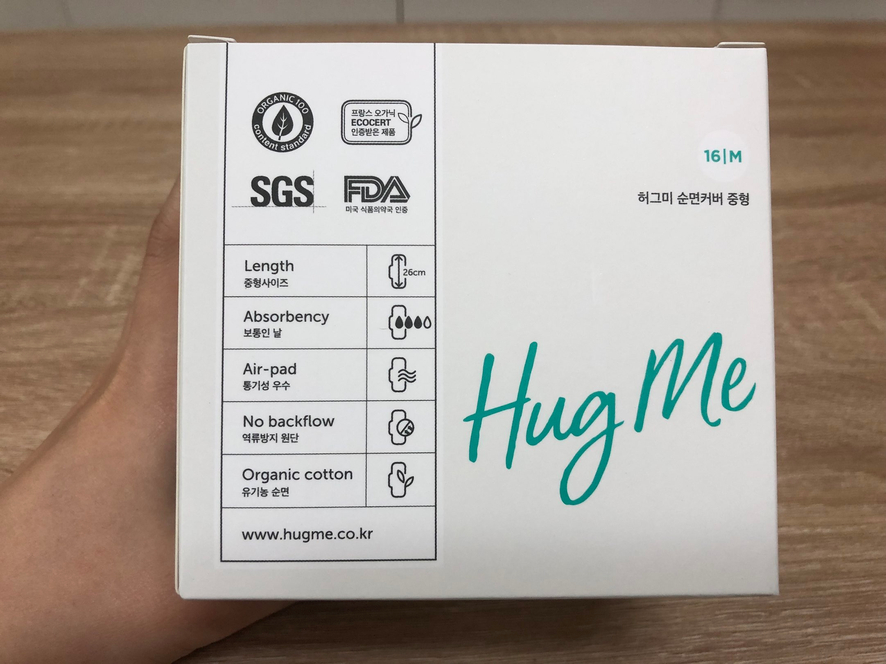 ORGANIC 100
content standard
프랑스 오가닉
ECOCERT
인증받은 제품
SGS
FDA
미국 식품의약국 인증
Length
중형사이즈
26cm
Absorbency
보통인 날
Air-pad
통기성 우수
No backflow
역류방지 원단
Organic cotton
유기농 순면
www.hugme.co.kr
16|M
허그미 순면커버 중형
Hug Me